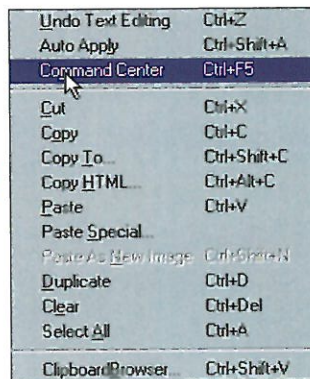 Undo Text Editing Ctrl+Z
Auto Apply Ctrl+Shift+A
Command Center Ctrl+F5
Cut Ctrl+X
Copy Ctrl+C
Copy To... Ctrl+Shift+C
Copy HTML... Ctrl+Alt+C
Paste Ctrl+V
Paste Special...
Paste As New Image Ctrl+Shift+N
Duplicate Ctrl+D
Clear Ctrl+Del
Select All Ctrl+A
ClipboardBrowser... Ctrl+Shift+V